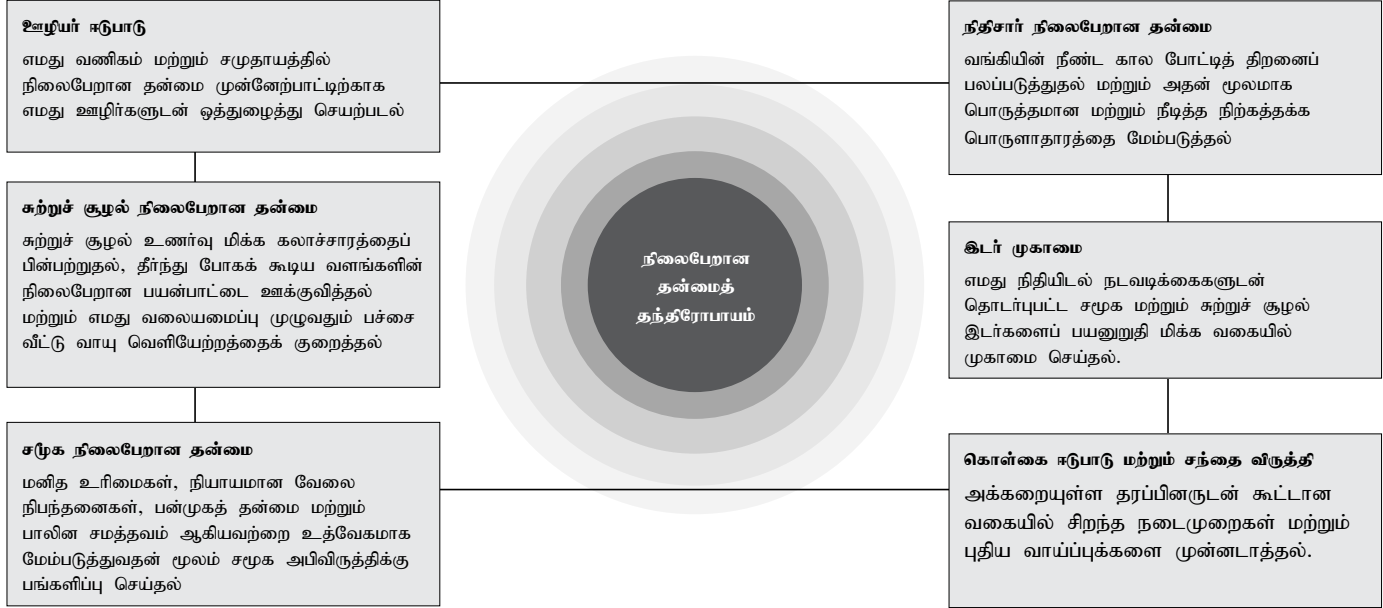 ஊழியர் ஈடுபாடு
எமது வணிகம் மற்றும் சமுதாயத்தில்
நிலைபேறான தன்மை முன்னேற்பாட்டிற்காக
எமது ஊழிர்களுடன் ஒத்துழைத்து செயற்படல்
சுற்றுச் சூழல் நிலைபேறான தன்மை
சுற்றுச் சூழல் உணர்வு மிக்க கலாச்சாரத்தைப்
பின்பற்றுதல், தீர்ந்து போகக் கூடிய வளங்களின்
நிலைபேறான பயன்பாட்டை ஊக்குவித்தல்
மற்றும் எமது வலையமைப்பு முழுவதும் பச்சை
வீட்டு வாயு வெளியேற்றத்தைக் குறைத்தல்
சமூக நிலைபேறான தன்மை
மனித உரிமைகள், நியாயமான வேலை
நிபந்தனைகள், பன்முகத் தன்மை மற்றும்
பாலின சமத்துவம் ஆகியவற்றை உத்வேகமாக
மேம்படுத்துவதன் மூலம் சமூக அபிவிருத்திக்கு
பங்களிப்பு செய்தல்
நிலைபேறான
தன்மைத்
தந்திரோபாயம்
நிதிசார் நிலைபேறான தன்மை
வங்கியின் நீண்ட கால போட்டித் திறனைப்
பலப்படுத்துதல் மற்றும் அதன் மூலமாக
பொருத்தமான மற்றும் நீடித்த நிற்கத்தக்க
பொருளாதாரத்தை மேம்படுத்தல்
இடர் முகாமை
எமது நிதியிடல் நடவடிக்கைகளுடன்
தொடர்புபட்ட சமூக மற்றும் சுற்றுச் சூழல்
இடர்களைப் பயனுறுதி மிக்க வகையில்
முகாமை செய்தல்.
கொள்கை ஈடுபாடு மற்றும் சந்தை விருத்தி
அக்கறையுள்ள தரப்பினருடன் கூட்டான
வகையில் சிறந்த நடைமுறைகள் மற்றும்
புதிய வாய்ப்புக்களை முன்னடாத்தல்.